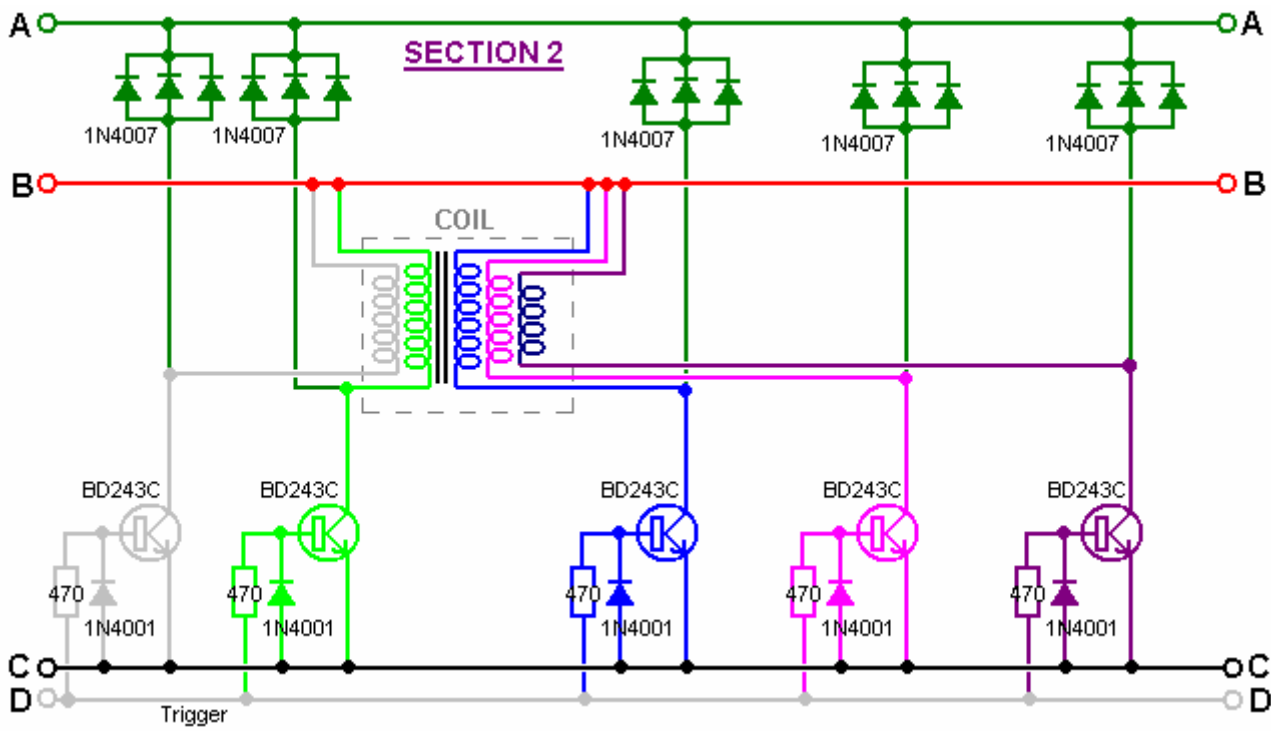 A
A
SECTION 2
1N4007
1N4007
1N4007
1N4007
1N4007
B
B
COIL
BD243C
BD243C
BD243C
BD243C
BD243C
470
470
470
470
470
1N4001
1N4001
1N4001
1N4001
1N4001
C
C
D
D
Trigger